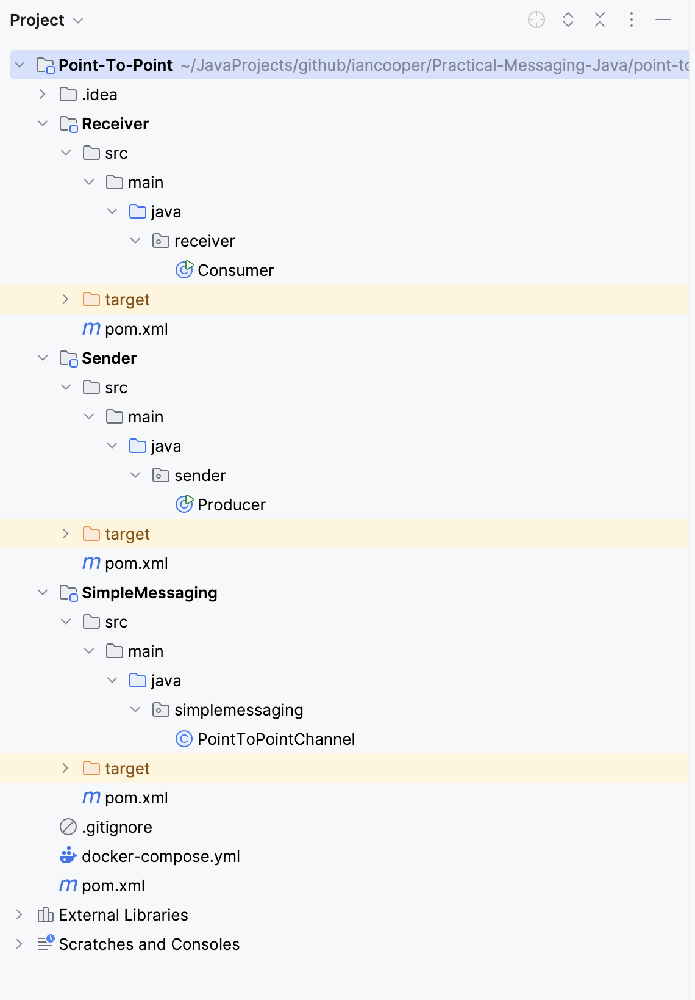 Project
Point-To-Point ~/JavaProjects/github/iancooper/Practical-Messaging-Java/point-to
.idea
Receiver
src
main
java
receiver
Consumer
target
pom.xml
Sender
src
main
java
sender
Producer
target
pom.xml
SimpleMessaging
src
main
java
simplemessaging
PointToPointChannel
target
pom.xml
.gitignore
docker-compose.yml
pom.xml
External Libraries
Scratches and Consoles